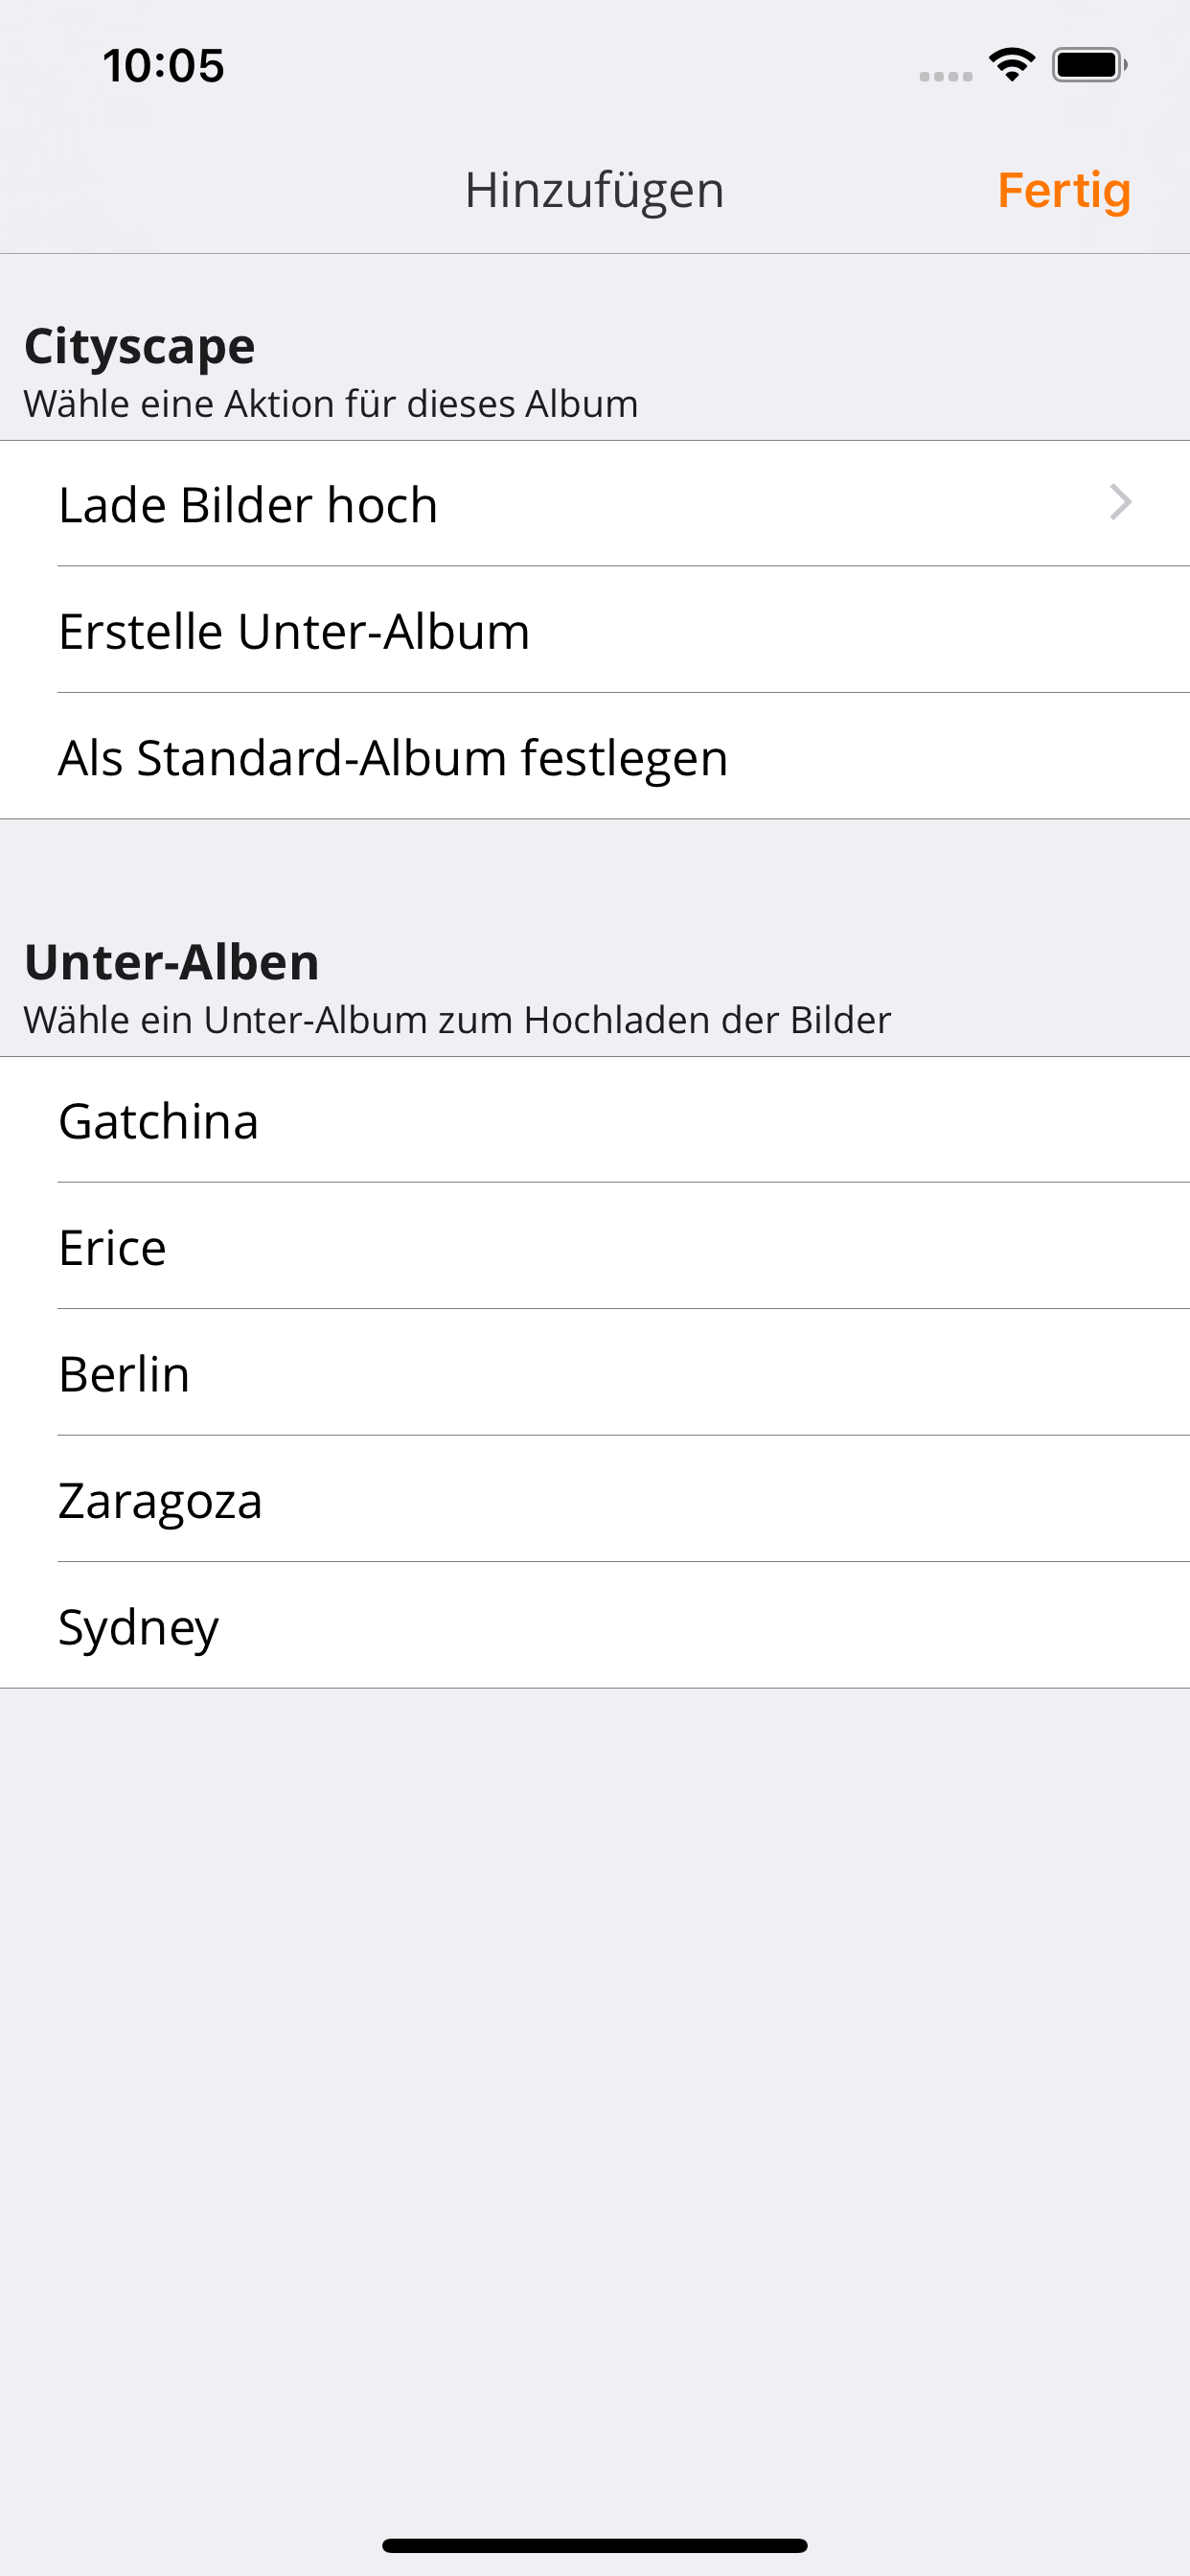 10:05
Hinzufügen
Fertig
Cityscape
Wähle eine Aktion für dieses Album
Lade Bilder hoch
Erstelle Unter-Album
Als Standard-Album festlegen
Unter-Alben
Wähle ein Unter-Album zum Hochladen der Bilder
Gatchina
Erice
Berlin
Zaragoza
Sydney